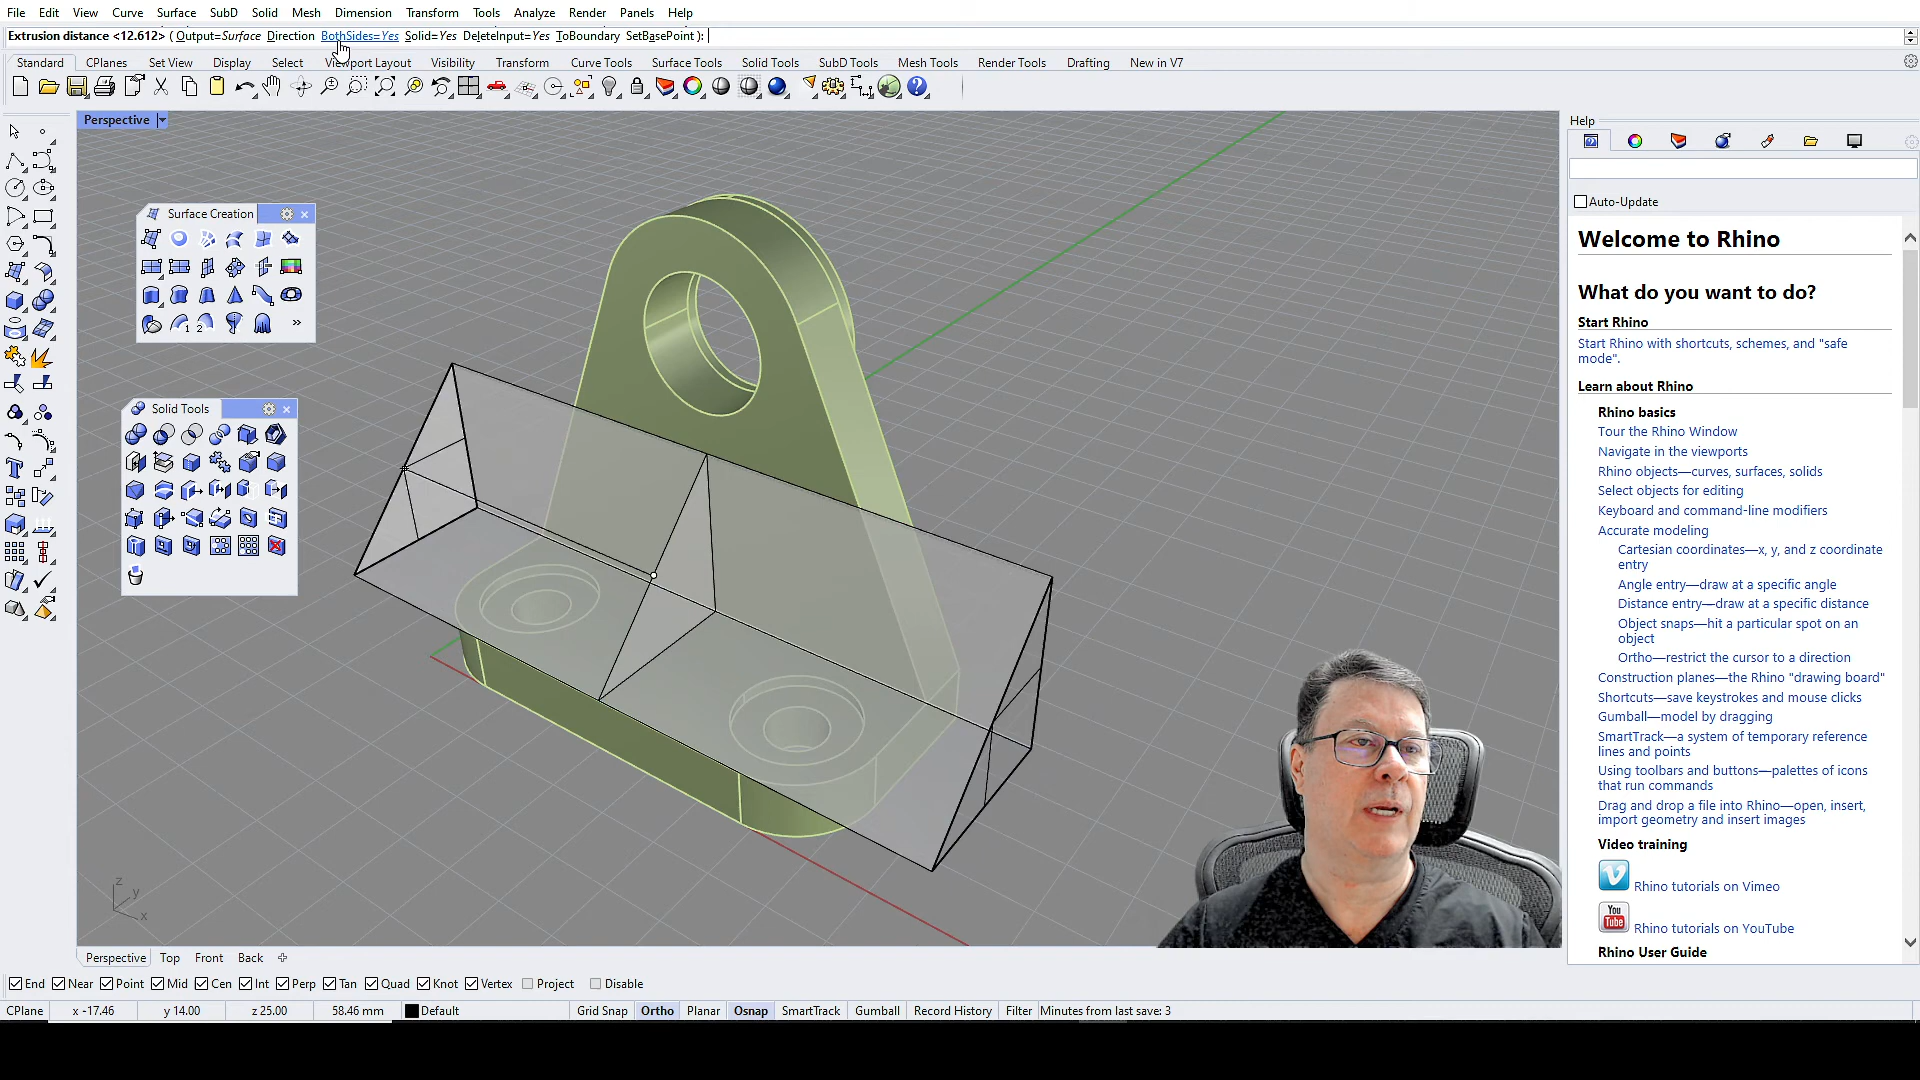 File Edit View Curve Surface SubD Solid Mesh Dimension Transform Tools Analyze Render Panels Help
Extrusion distance <12.612> ( Output=Surface Direction BothSides=Yes Solid=Yes DeleteInput=Yes ToBoundary SetBasePoint ):
Standard CPlanes Set View Display Select Viewport Layout Visibility Transform Curve Tools Surface Tools Solid Tools SubD Tools Mesh Tools Render Tools Drafting New in V7
Perspective
Help
Auto-Update
Surface Creation
1 2
»
Solid Tools
Welcome to Rhino
What do you want to do?
Start Rhino
Start Rhino with shortcuts, schemes, and "safe
mode".
Learn about Rhino
Rhino basics
Tour the Rhino Window
Navigate in the viewports
Rhino objects—curves, surfaces, solids
Select objects for editing
Keyboard and command-line modifiers
Accurate modeling
Cartesian coordinates—x, y, and z coordinate
entry
Angle entry—draw at a specific angle
Distance entry—draw at a specific distance
Object snaps—hit a particular spot on an
object
Ortho—restrict the cursor to a direction
Construction planes—the Rhino "drawing board"
Shortcuts—save keystrokes and mouse clicks
Gumball—model by dragging
SmartTrack—a system of temporary reference
lines and points
Using toolbars and buttons—palettes of icons
that run commands
Drag and drop a file into Rhino—open, insert,
import geometry and insert images
Video training
Rhino tutorials on Vimeo
You
Tube
Rhino tutorials on YouTube
Rhino User Guide
z
y
x
Perspective Top Front Back
End Near Point Mid Cen Int Perp Tan Quad Knot Vertex Project Disable
CPlane x -17.46 y 14.00 z 25.00 58.46 mm Default Grid Snap Ortho Planar Osnap SmartTrack Gumball Record History Filter Minutes from last save: 3